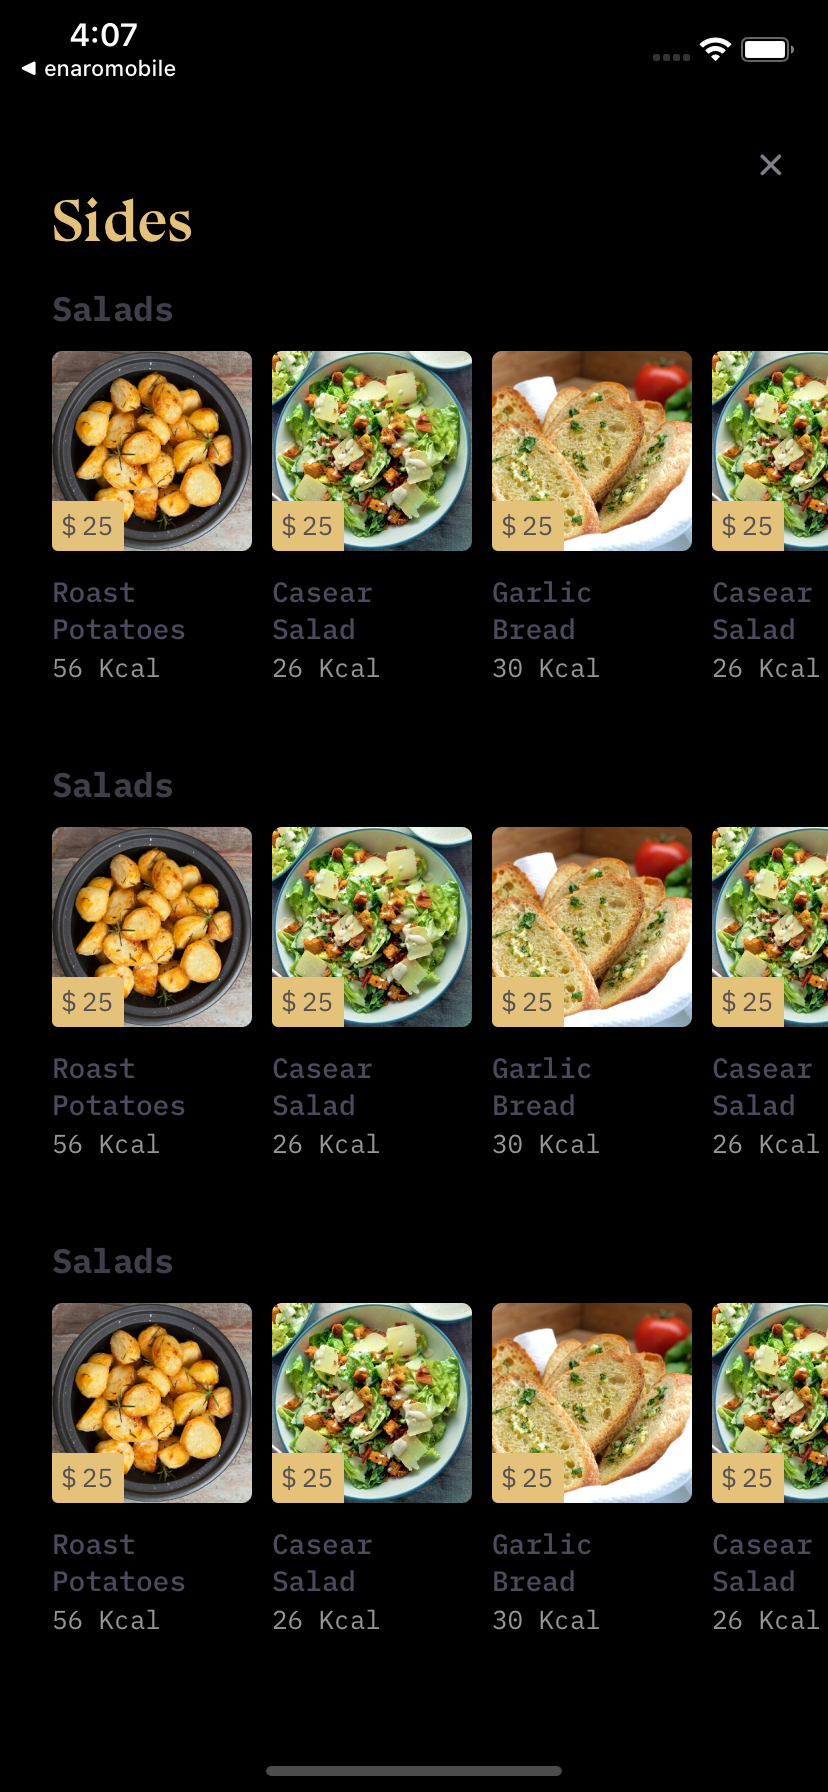 4:07
◀ enaromobile
Sides
Salads
$ 25 $ 25 $ 25 $ 25
Roast Casear Garlic Casear
Potatoes Salad Bread Salad
56 Kcal 26 Kcal 30 Kcal 26 Kcal
Salads
$ 25 $ 25 $ 25 $ 25
Roast Casear Garlic Casear
Potatoes Salad Bread Salad
56 Kcal 26 Kcal 30 Kcal 26 Kcal
Salads
$ 25 $ 25 $ 25 $ 25
Roast Casear Garlic Casear
Potatoes Salad Bread Salad
56 Kcal 26 Kcal 30 Kcal 26 Kcal